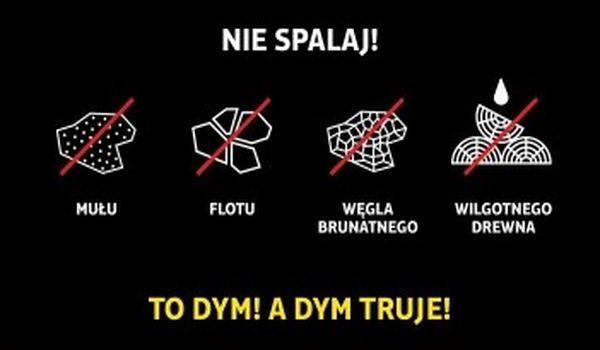 NIE SPALAJ!
MUŁU
FLOTU
WĘGLA
BRUNATNEGO
WILGOTNEGO
DREWNA
TO DYM! A DYM TRUJE!